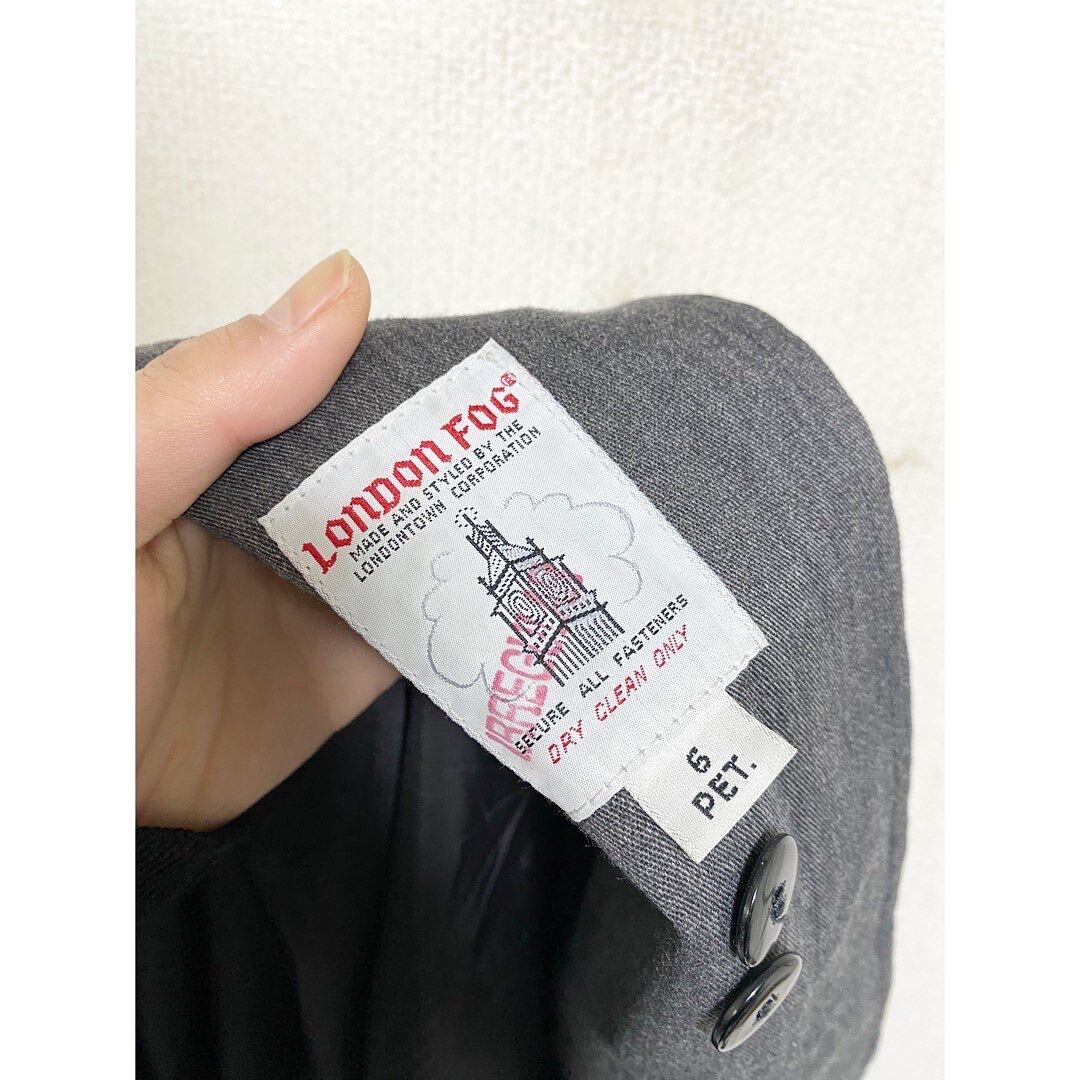 LONDON FOG®
MADE AND STYLED BY THE
LONDONTOWN CORPORATION
SECURE ALL FASTENERS
DRY CLEAN ONLY
6
PET.